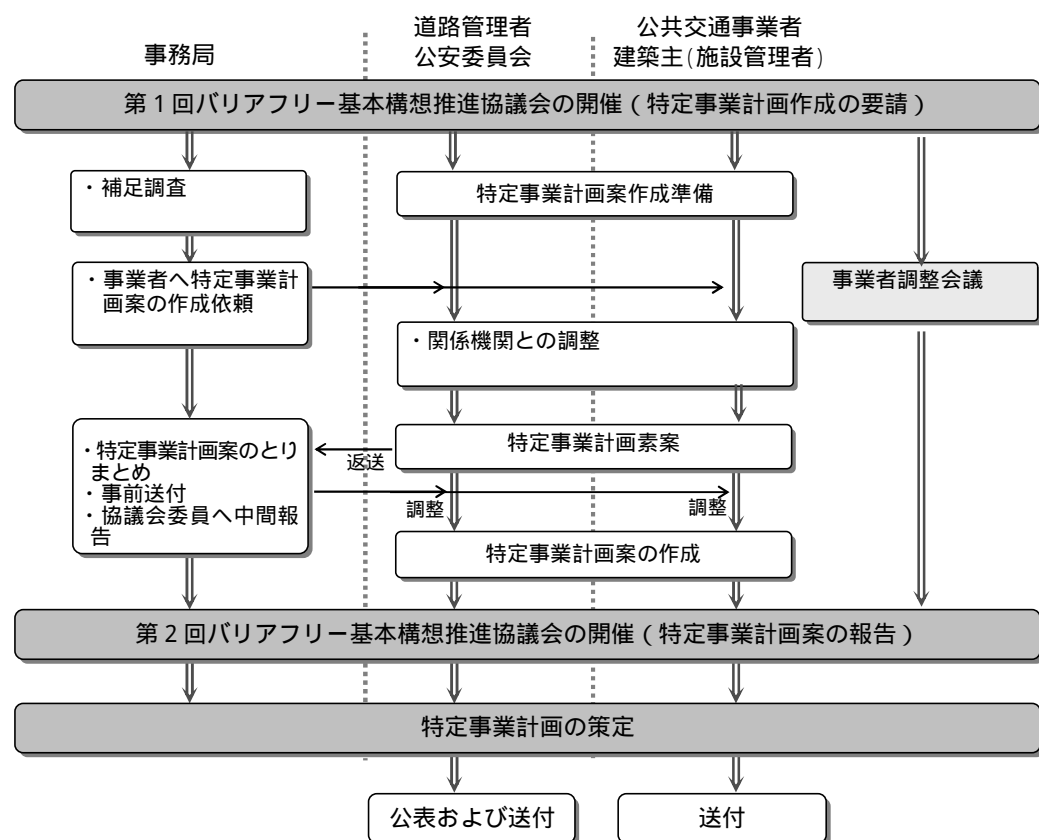 事務局
道路管理者
公安委員会
公共交通事業者
建築主(施設管理者)
第1回バリアフリー基本構想推進協議会の開催(特定事業計画作成の要請)
・補足調査
特定事業計画案作成準備
・事業者へ特定事業計
画案の作成依頼
事業者調整会議
・関係機関との調整
・特定事業計画案のとり
まとめ
・事前送付
・協議会委員へ中間報
告
返送
特定事業計画素案
調整
調整
特定事業計画案の作成
第2回バリアフリー基本構想推進協議会の開催(特定事業計画案の報告)
特定事業計画の策定
公表および送付
送付